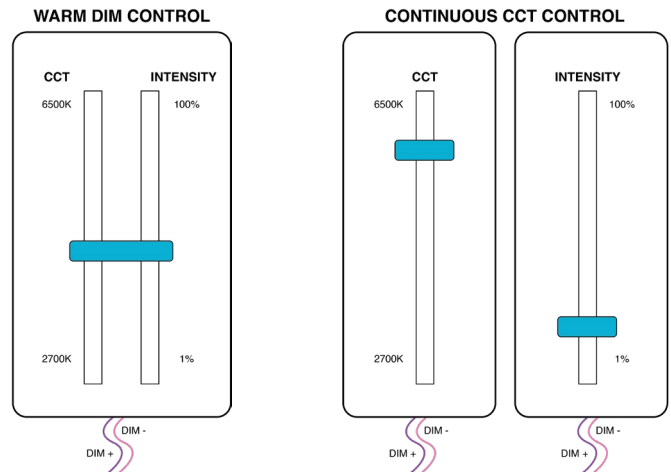 WARM DIM CONTROL
CCT INTENSITY
6500K 100%
2700K 1%
DIM -
DIM +
CONTINUOUS CCT CONTROL
CCT
6500K
2700K
DIM -
DIM +
INTENSITY
100%
1%
DIM -
DIM +